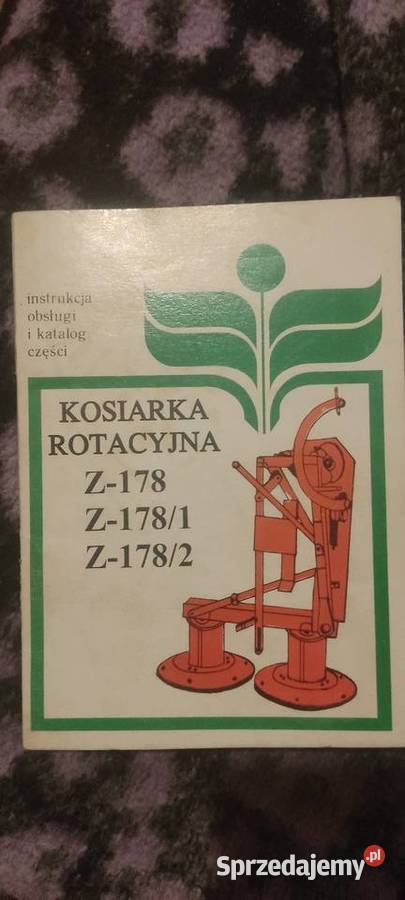 instrukcja
obsługi
i katalog
części
KOSIARKA
ROTACYJNA
Z-178
Z-178/1
Z-178/2
Sprzedajemy.pl